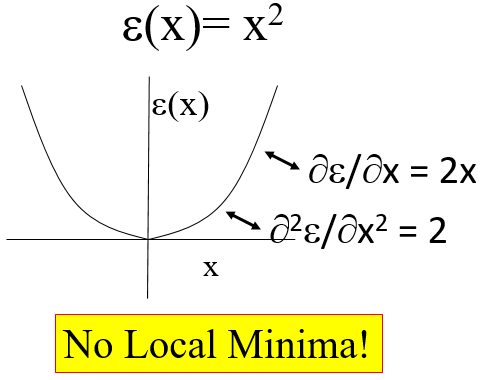 ε(x)= x²
ε(x)
∂ε/∂x = 2x
∂²ε/∂x² = 2
x
No Local Minima!